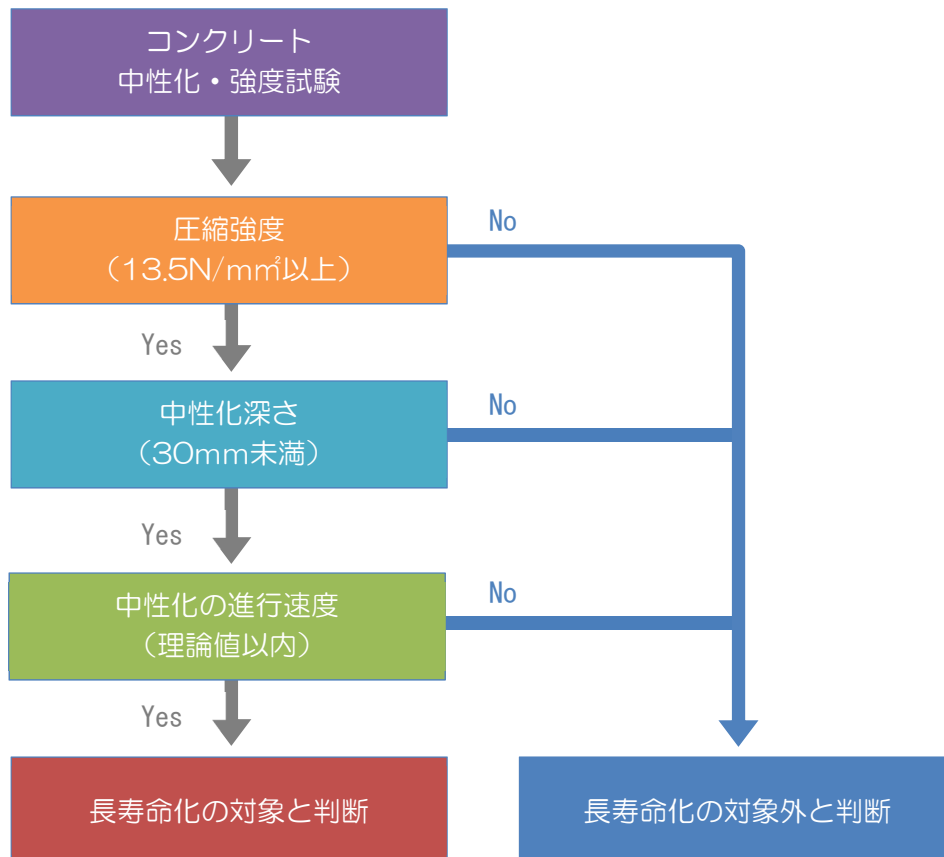 コンクリート
中性化・強度試験
圧縮強度
（13.5N/mm²以上）
No
Yes
中性化深さ
（30mm未満）
No
Yes
中性化の進行速度
（理論値以内）
No
Yes
長寿命化の対象と判断
長寿命化の対象外と判断